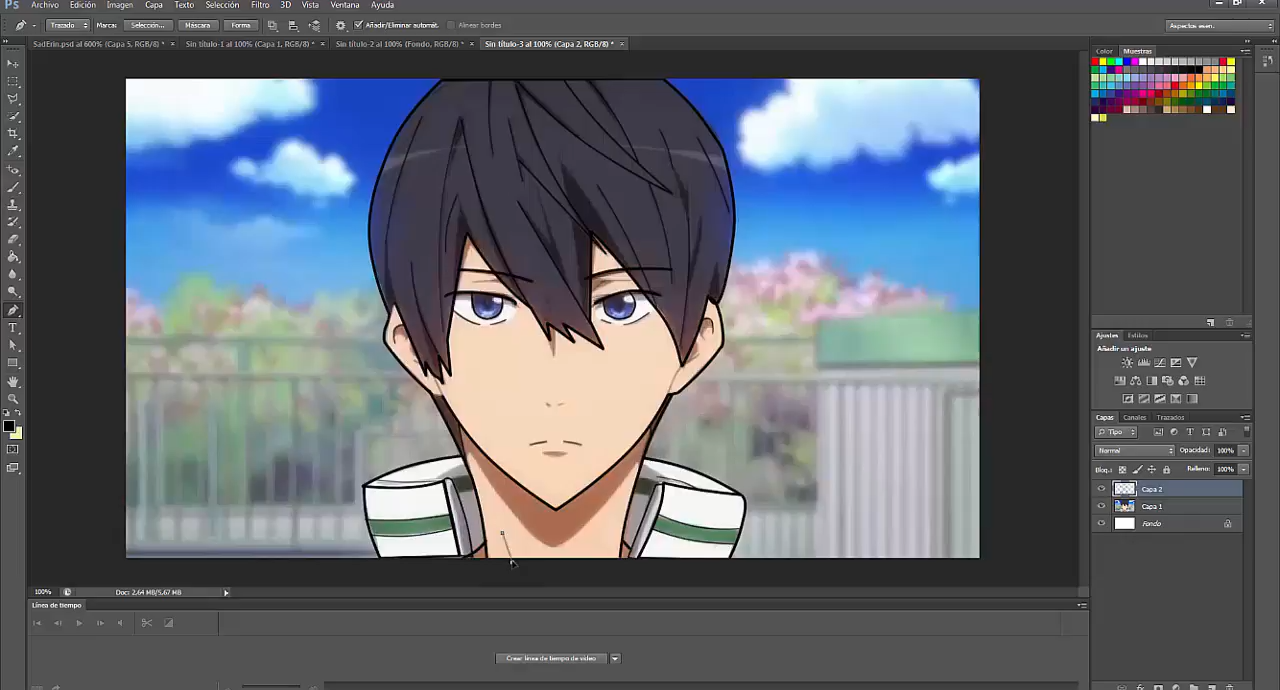 Ps Archivo Edición Imagen Capa Texto Selección Filtro 3D Vista Ventana Ayuda
Trazado Marca: Selección... Máscara Forma Añadir/Eliminar automát. Alinear bordes Aspectos esen.
SadErin.psd al 600% (Capa 5, RGB/8) * × Sin título-1 al 100% (Capa 1, RGB/8) * × Sin título-2 al 100% (Fondo, RGB/8) * × Sin título-3 al 100% (Capa 2, RGB/8) * ×
Color Muestras
Ajustes Estilos
Añadir un ajuste
Capas Canales Trazados
Tipo
Normal Opacidad: 100%
Bloq.: Relleno: 100%
Capa 2
Capa 1
Fondo
100% Doc: 2,64 MB/5,67 MB
Línea de tiempo
Crear línea de tiempo de vídeo